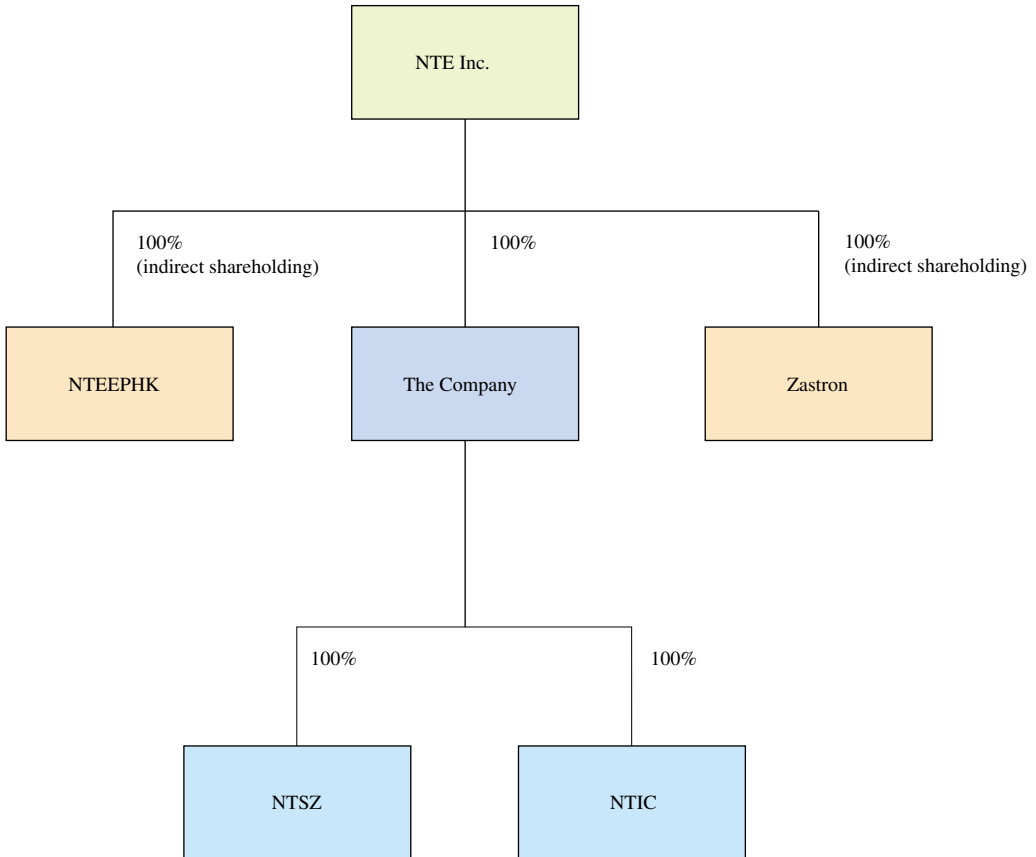 NTE Inc.
100%
(indirect shareholding)
100%
100%
(indirect shareholding)
NTEEPHK
The Company
Zastron
100%
100%
NTSZ
NTIC